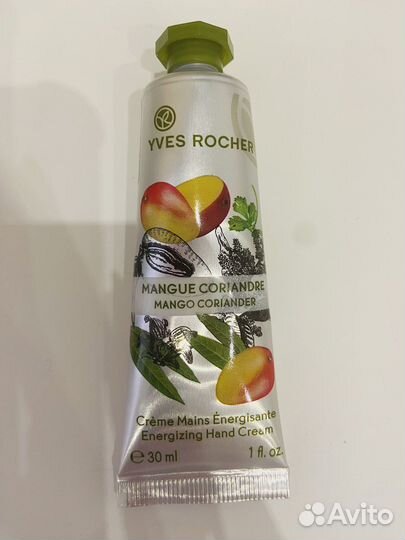 YVES ROCHER
MANGUE CORIANDRE
MANGO CORIANDER
Crème Mains Énergisante
Energizing Hand Cream
℮ 30 ml 1 fl. oz.
Avito